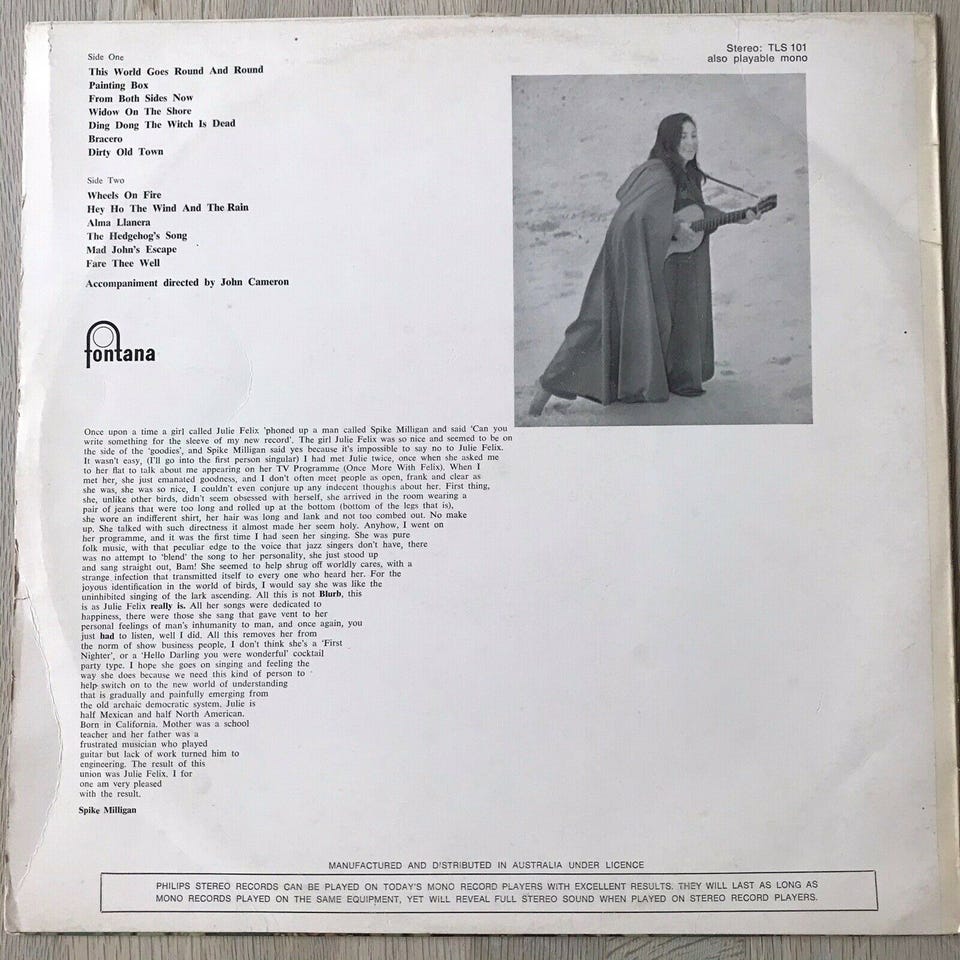 Side One
This World Goes Round And Round
Painting Box
From Both Sides Now
Widow On The Shore
Ding Dong The Witch Is Dead
Bracero
Dirty Old Town
Side Two
Wheels On Fire
Hey Ho The Wind And The Rain
Alma Llanera
The Hedgehog's Song
Mad John's Escape
Fare Thee Well
Accompaniment directed by John Cameron
fontana
Stereo: TLS 101
also playable mono
Once upon a time a girl called Julie Felix 'phoned up a man called Spike Milligan and said 'Can you
write something for the sleeve of my new record'. The girl Julie Felix was so nice and seemed to be on
the side of the 'goodies', and Spike Milligan said yes because it's impossible to say no to Julie Felix.
It wasn't easy, (I'll go into the first person singular) I had met Julie twice, once when she asked me
to her flat to talk about me appearing on her TV Programme (Once More With Felix). When I
met her, she just emanated goodness, and I don't often meet people as open, frank and clear as
she was, she was so nice, I couldn't even conjure up any indecent thoughts about her. First thing,
she, unlike other birds, didn't seem obsessed with herself, she arrived in the room wearing a
pair of jeans that were too long and rolled up at the bottom (bottom of the legs that is),
she wore an indifferent shirt, her hair was long and lank and not too combed out. No make
up. She talked with such directness it almost made her seem holy. Anyhow, I went on
her programme, and it was the first time I had seen her singing. She was pure
folk music, with that peculiar edge to the voice that jazz singers don't have, there
was no attempt to 'blend' the song to her personality, she just stood up
and sang straight out, Bam! She seemed to help shrug off worldly cares, with a
strange infection that transmitted itself to every one who heard her. For the
joyous identification in the world of birds, I would say she was like the
uninhibited singing of the lark ascending. All this is not Blurb, this
is as Julie Felix really is. All her songs were dedicated to
happiness, there were those she sang that gave vent to her
personal feelings of man's inhumanity to man, and once again, you
just had to listen, well I did. All this removes her from
the norm of show business people, I don't think she's a 'First
Nighter', or a 'Hello Darling you were wonderful' cocktail
party type. I hope she goes on singing and feeling the
way she does because we need this kind of person to
help switch on to the new world of understanding
that is gradually and painfully emerging from
the old archaic democratic system. Julie is
half Mexican and half North American.
Born in California. Mother was a school
teacher and her father was a
frustrated musician who played
guitar but lack of work turned him to
engineering. The result of this
union was Julie Felix. I for
one am very pleased
with the result.
Spike Milligan
MANUFACTURED AND DISTRIBUTED IN AUSTRALIA UNDER LICENCE
PHILIPS STEREO RECORDS CAN BE PLAYED ON TODAY'S MONO RECORD PLAYERS WITH EXCELLENT RESULTS. THEY WILL LAST AS LONG AS
MONO RECORDS PLAYED ON THE SAME EQUIPMENT, YET WILL REVEAL FULL STEREO SOUND WHEN PLAYED ON STEREO RECORD PLAYERS.